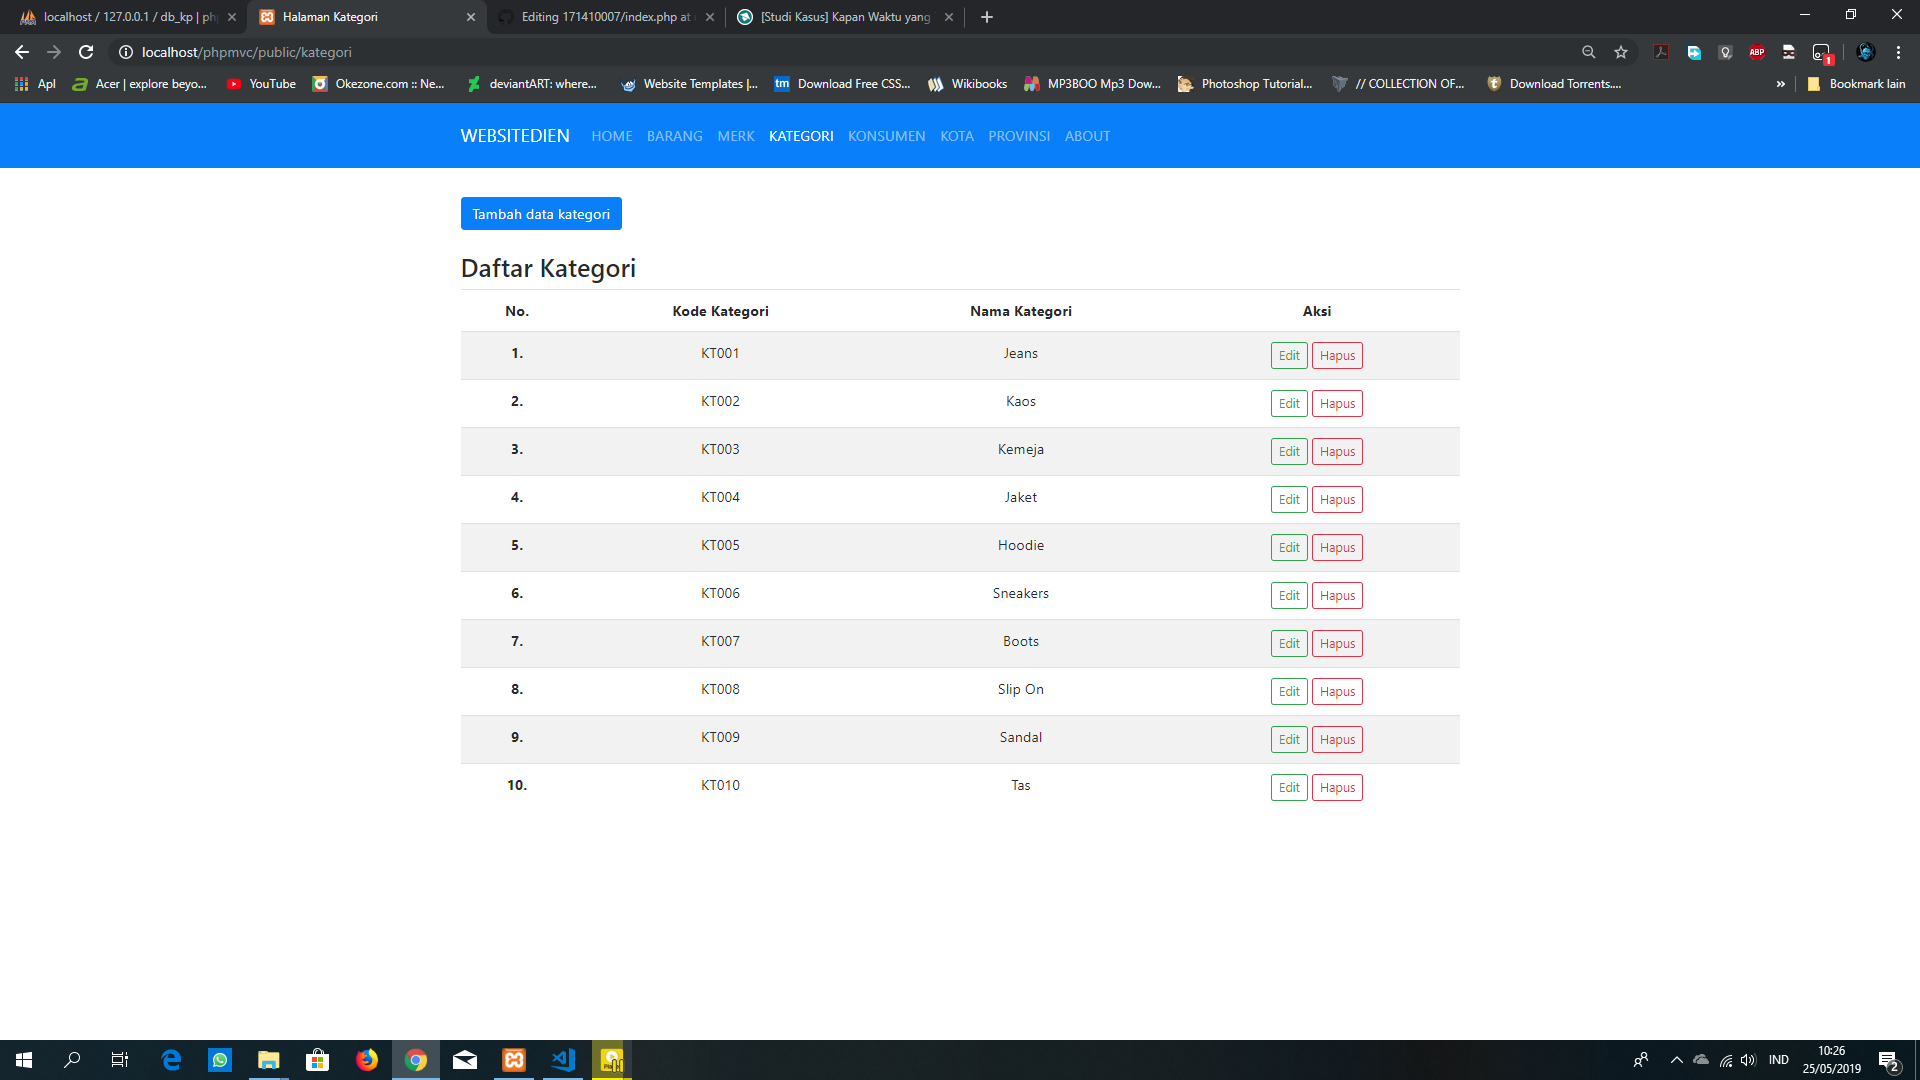 localhost / 127.0.0.1 / db_kp | ph
Halaman Kategori
Editing 171410007/index.php at
[Studi Kasus] Kapan Waktu yang
localhost/phpmvc/public/kategori
ABP
1
Apl
Acer | explore beyo...
YouTube
Okezone.com :: Ne...
deviantART: where...
Website Templates |...
tm
Download Free CSS...
Wikibooks
MP3BOO Mp3 Dow...
Photoshop Tutorial...
// COLLECTION OF...
Download Torrents....
»
Bookmark lain
WEBSITEDIEN HOME BARANG MERK KATEGORI KONSUMEN KOTA PROVINSI ABOUT
Tambah data kategori
Daftar Kategori
No. Kode Kategori Nama Kategori Aksi
1. KT001 Jeans Edit Hapus
2. KT002 Kaos Edit Hapus
3. KT003 Kemeja Edit Hapus
4. KT004 Jaket Edit Hapus
5. KT005 Hoodie Edit Hapus
6. KT006 Sneakers Edit Hapus
7. KT007 Boots Edit Hapus
8. KT008 Slip On Edit Hapus
9. KT009 Sandal Edit Hapus
10. KT010 Tas Edit Hapus
IND
10:26
25/05/2019
2